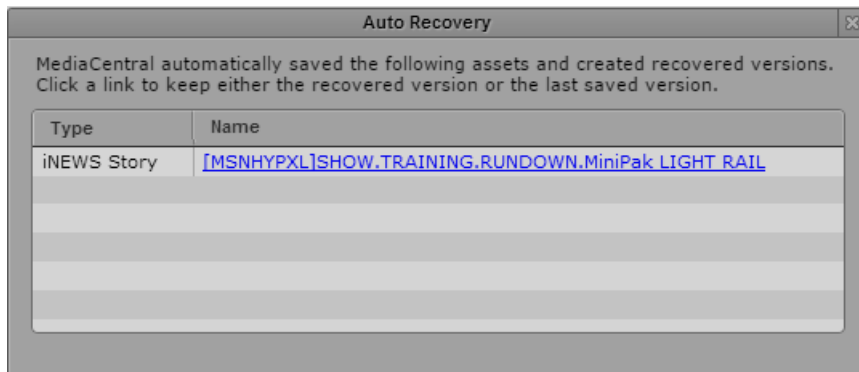 Auto Recovery
MediaCentral automatically saved the following assets and created recovered versions.
Click a link to keep either the recovered version or the last saved version.
Type Name
iNEWS Story [MSNHYPXL]SHOW.TRAINING.RUNDOWN.MiniPak LIGHT RAIL